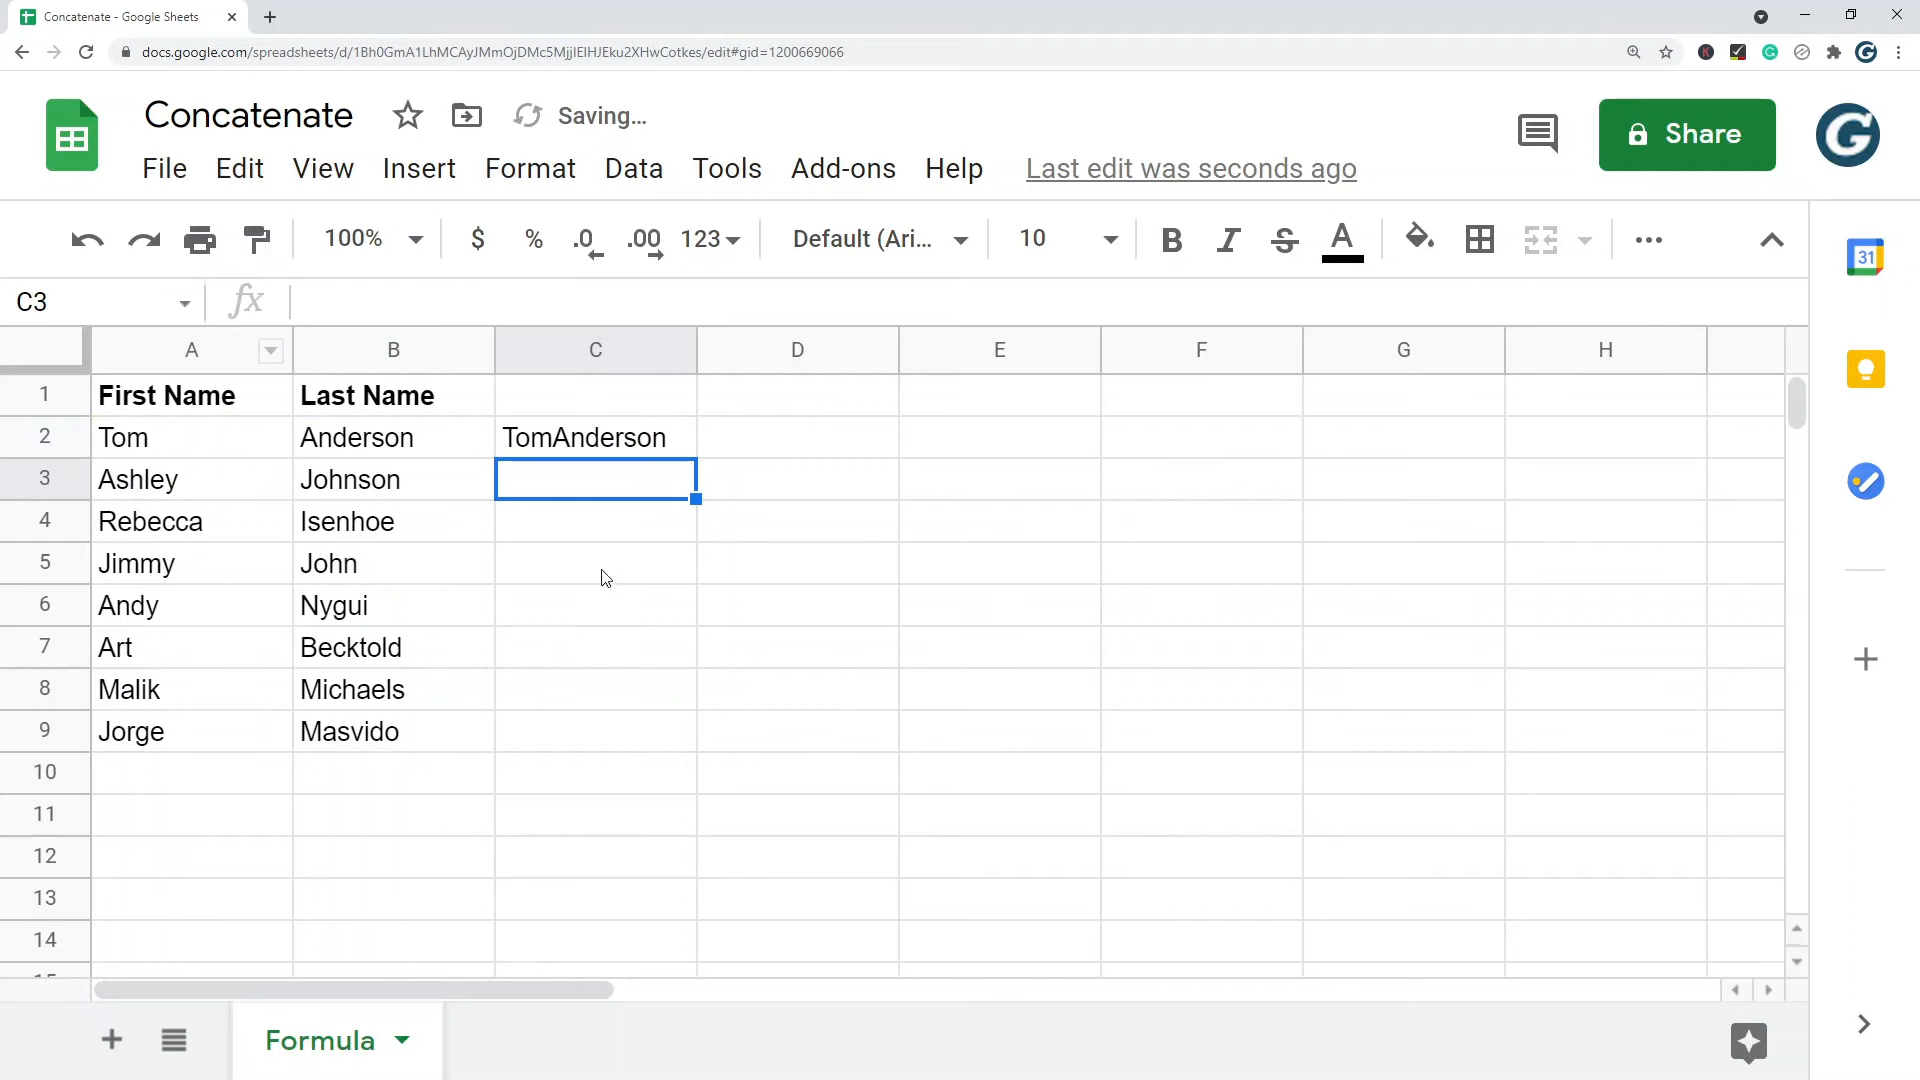 Concatenate - Google Sheets
docs.google.com/spreadsheets/d/1Bh0GmA1LhMCAyJMmOjDMc5MjjlEIHJEku2XHwCotkes/edit#gid=1200669066
Concatenate Saving...
Share
File Edit View Insert Format Data Tools Add-ons Help Last edit was seconds ago
100% $ % .0 .00 123 Default (Ari... 10 B I S A
31
C3 fx
A B C D E F G H
1 First Name Last Name
2 Tom Anderson TomAnderson
3 Ashley Johnson
4 Rebecca Isenhoe
5 Jimmy John
6 Andy Nygui
7 Art Becktold
8 Malik Michaels
9 Jorge Masvido
10
11
12
13
14
Formula